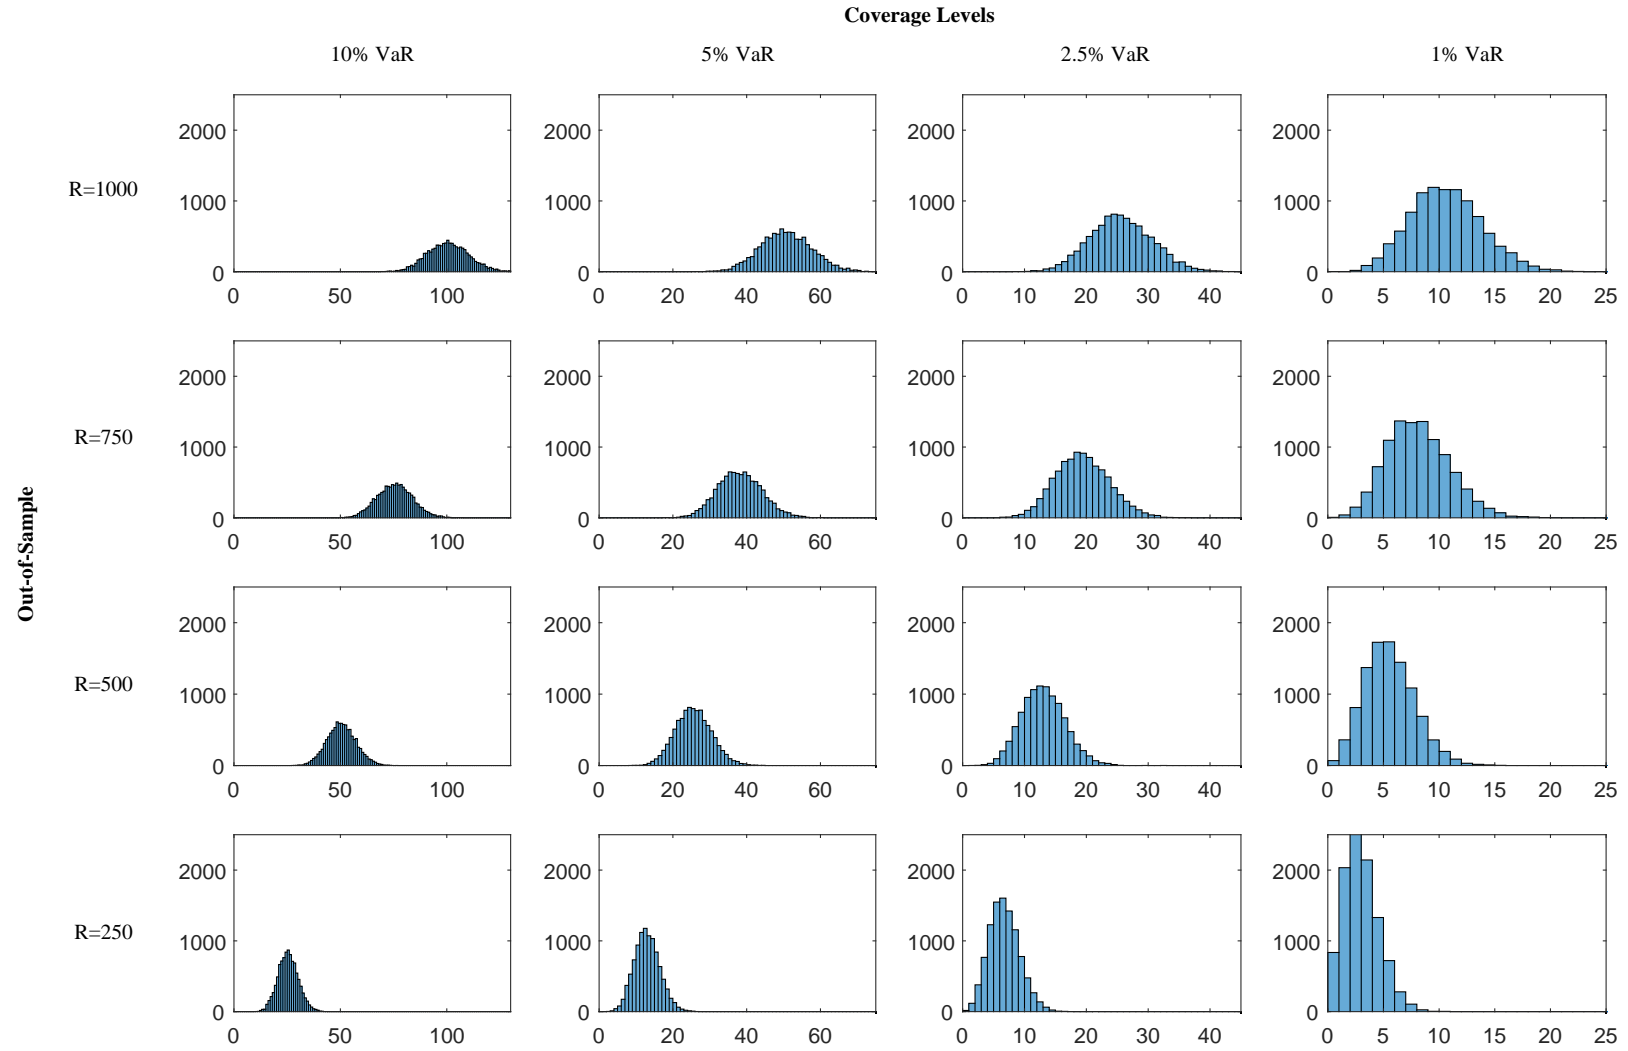 Coverage Levels
10% VaR 5% VaR 2.5% VaR 1% VaR
Out-of-Sample
R=1000
2000 2000 2000 2000
1000 1000 1000 1000
0 0 0 0
0 50 100 0 20 40 60 0 10 20 30 40 0 5 10 15 20 25
R=750
2000 2000 2000 2000
1000 1000 1000 1000
0 0 0 0
0 50 100 0 20 40 60 0 10 20 30 40 0 5 10 15 20 25
R=500
2000 2000 2000 2000
1000 1000 1000 1000
0 0 0 0
0 50 100 0 20 40 60 0 10 20 30 40 0 5 10 15 20 25
R=250
2000 2000 2000 2000
1000 1000 1000 1000
0 0 0 0
0 50 100 0 20 40 60 0 10 20 30 40 0 5 10 15 20 25